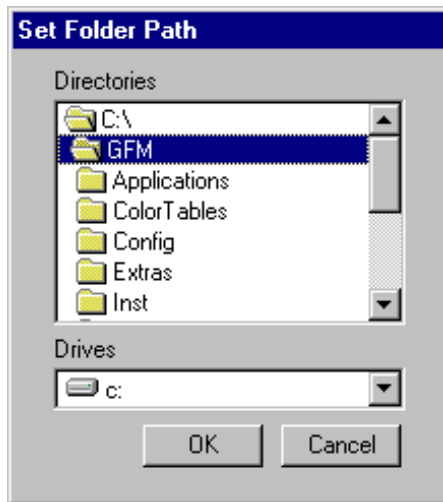 Set Folder Path
Directories
C:\
GFM
Applications
ColorTables
Config
Extras
Inst
Drives
c:
OK
Cancel